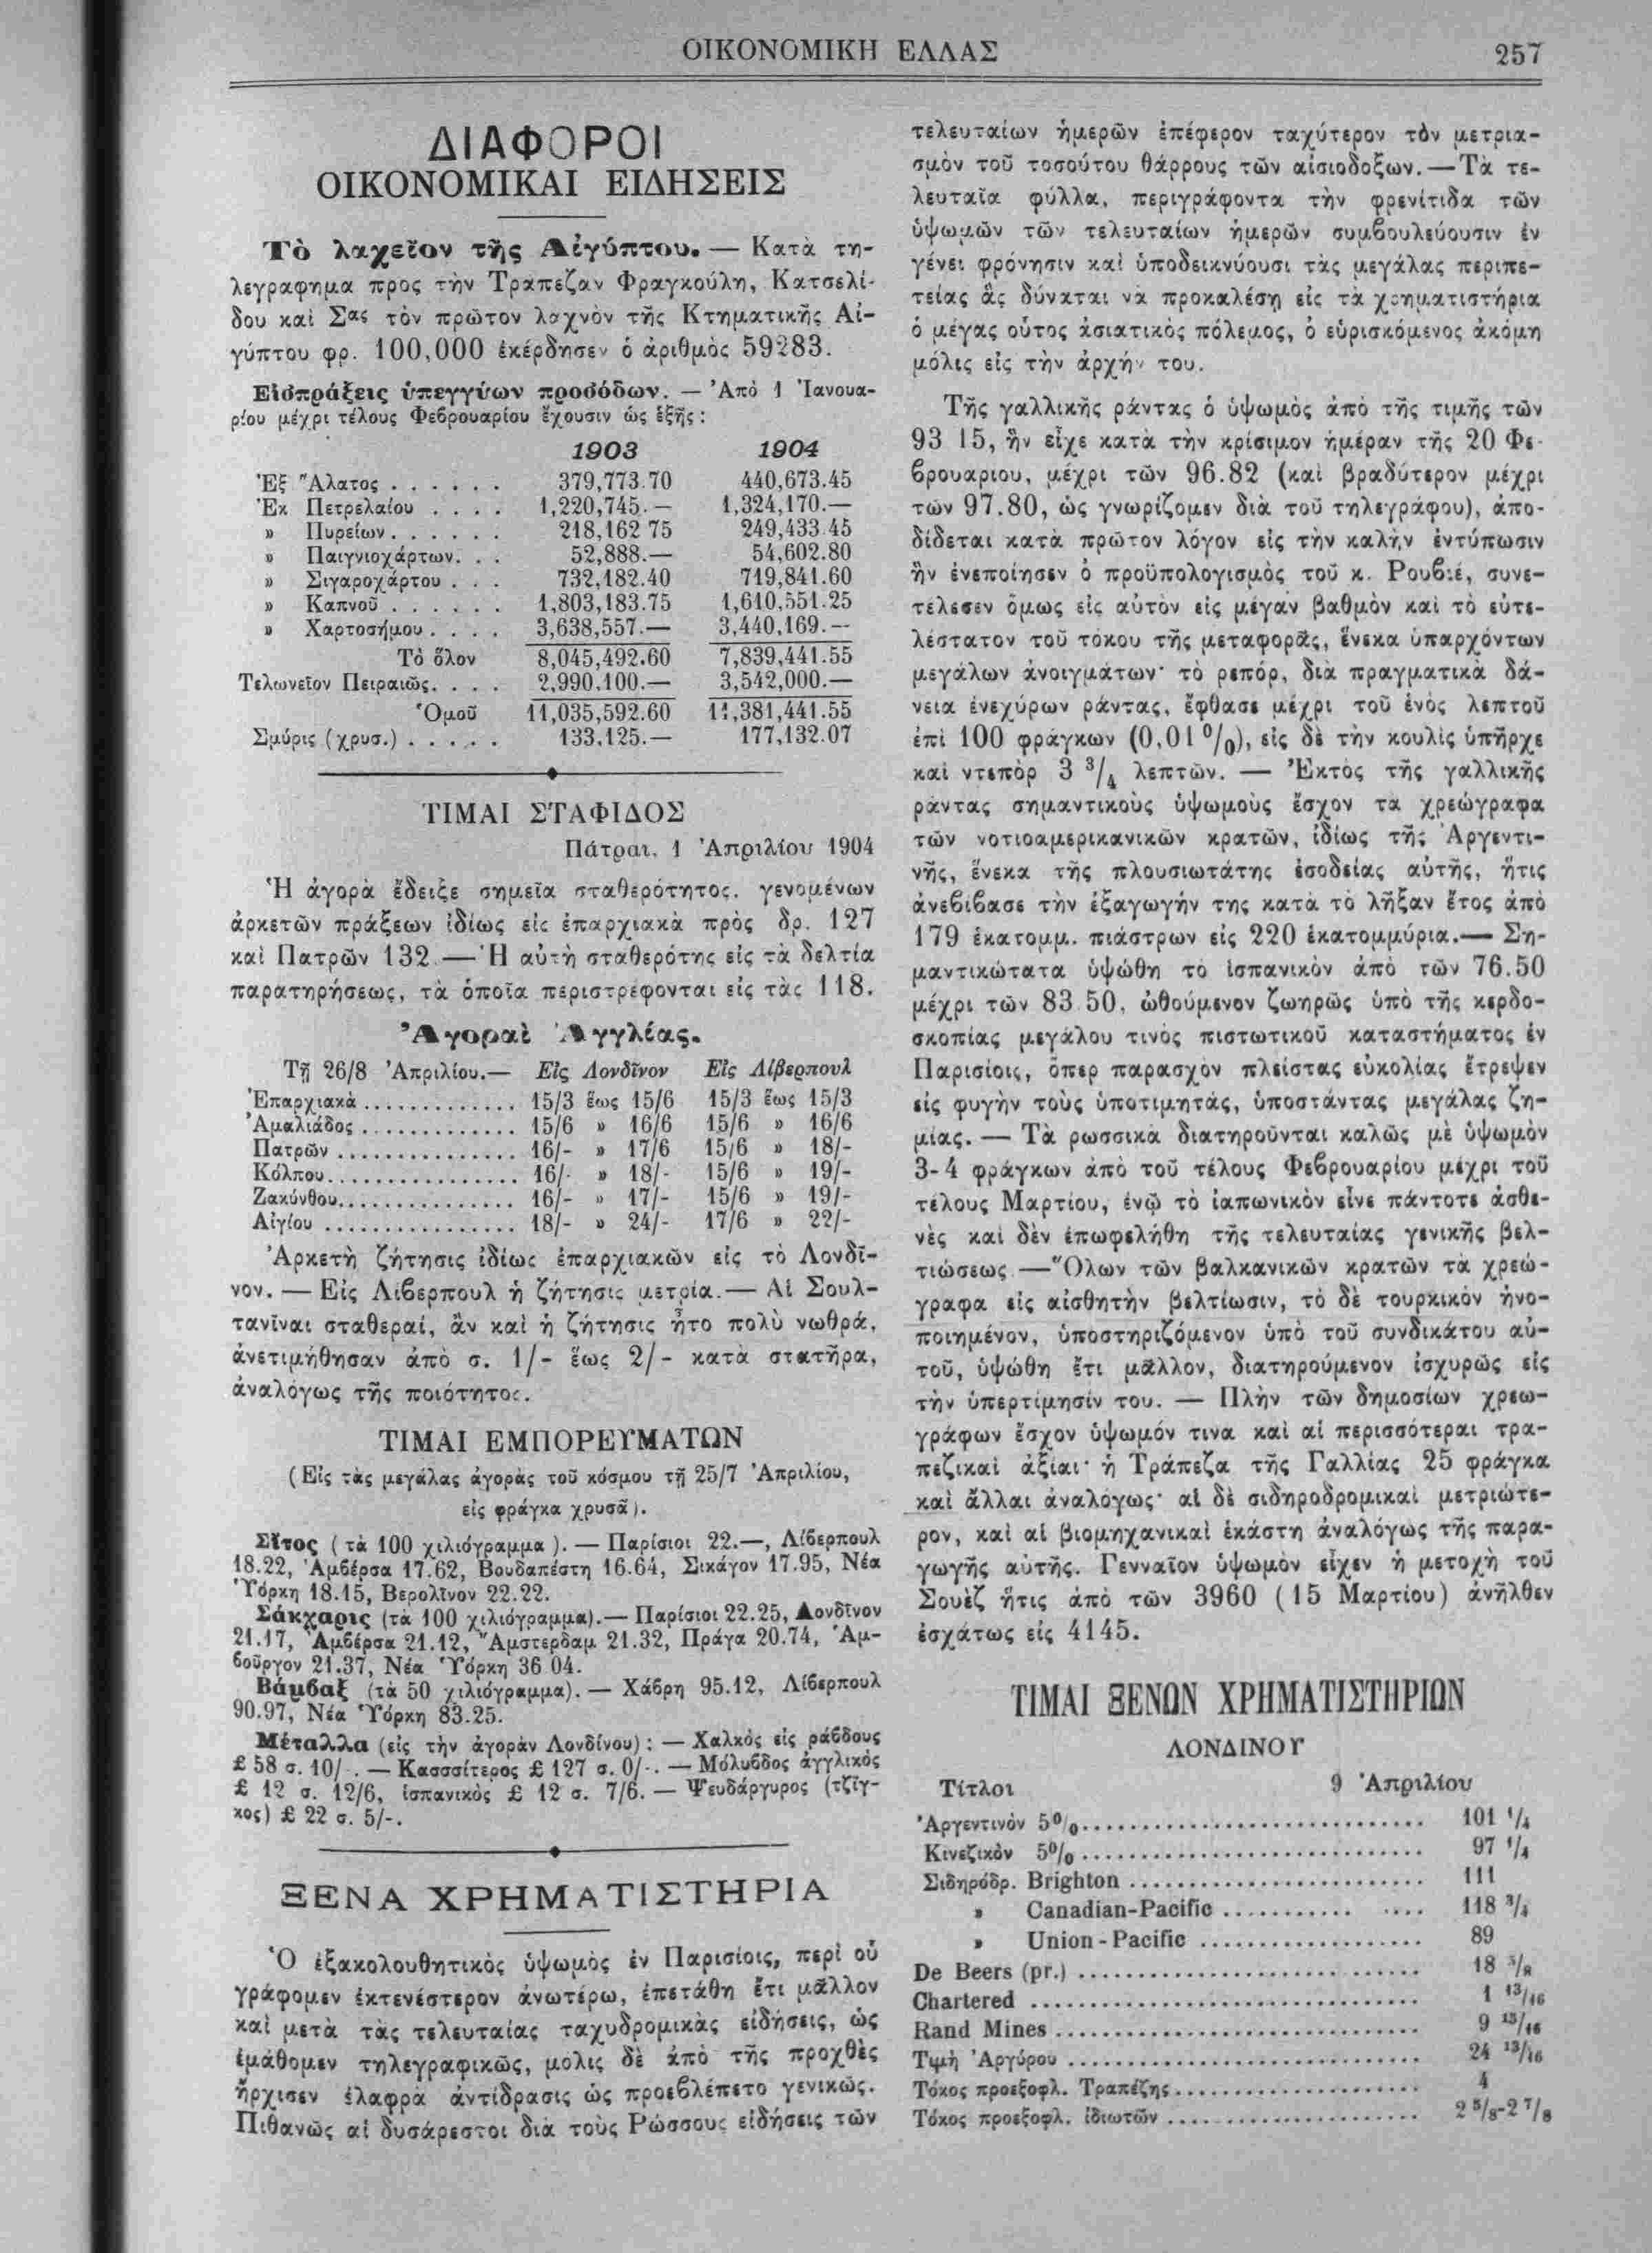 ΟΙΚΟΝΟΜΙΚΗ ΕΛΛΑΣ
257
ΔΙΑΦΟΡΟΙ
ΟΙΚΟΝΟΜΙΚΑΙ ΕΙΔΗΣΕΙΣ
Τὸ λαχεῖον τῆς Αἰγύπτου. — Κατὰ τη-
λεγραφημα προς τὴν Τραπεζαν Φραγκούλη, Κατσελί-
δου καὶ Σας τὸν πρῶτον λαχνὸν τῆς Κτηματικῆς Αἰ-
γύπτου φρ. 100,000 ἐκέρδησεν ὁ ἀριθμὸς 59283.
Εἰσπράξεις ὑπεγγύων προσόδων. — Ἀπὸ 1 Ἰανουα-
ρίου μέχρι τέλους Φεβρουαρίου ἔχουσιν ὡς ἑξῆς :
1903 1904
Ἐξ Ἅλατος . . . . . . 379,773.70 440,673.45
Ἐκ Πετρελαίου . . . . 1,220,745.— 1,324,170.—
» Πυρείων . . . . . . 218,162 75 249,433.45
» Παιγνιοχάρτων. . . 52,888.— 54,602.80
» Σιγαροχάρτου . . . 732,182.40 719,841.60
» Καπνοῦ . . . . . . 1,803,183.75 1,610,551.25
» Χαρτοσήμου . . . . 3,638,557.— 3,440,169.—
Τὸ ὅλον 8,045,492.60 7,839,441.55
Τελωνεῖον Πειραιῶς. . . . 2,990,100.— 3,542,000.—
Ὁμοῦ 11,035,592.60 11,381,441.55
Σμύρις (χρυσ.) . . . . . 133,125.— 177,132.07
ΤΙΜΑΙ ΣΤΑΦΙΔΟΣ
Πάτραι, 1 Ἀπριλίου 1904
Ἡ ἀγορὰ ἔδειξε σημεῖα σταθερότητος, γενομένων
ἀρκετῶν πράξεων ἰδίως εἰς ἐπαρχιακὰ πρὸς δρ. 127
καὶ Πατρῶν 132 — Ἡ αὐτὴ σταθερότης εἰς τὰ δελτία
παρατηρήσεως, τὰ ὁποῖα περιστρέφονται εἰς τὰς 118.
Ἀγοραὶ Ἀγγλίας.
Τῇ 26/8 Ἀπριλίου.— Εἰς Λονδῖνον Εἰς Λίβερπουλ
Ἐπαρχιακὰ .............. 15/3 ἕως 15/6 15/3 ἕως 15/3
Ἀμαλιάδος .............. 15/6 » 16/6 15/6 » 16/6
Πατρῶν ................ 16/- » 17/6 15/6 » 18/-
Κόλπου................. 16/- » 18/- 15/6 » 19/-
Ζακύνθου............... 16/- » 17/- 15/6 » 19/-
Αἰγίου ................. 18/- » 24/- 17/6 » 22/-
Ἀρκετὴ ζήτησις ἰδίως ἐπαρχιακῶν εἰς τὸ Λονδῖ-
νον. — Εἰς Λίβερπουλ ἡ ζήτησις μετρία. — Αἱ Σουλ-
τανῖναι σταθεραί, ἂν καὶ ἡ ζήτησις ἦτο πολὺ νωθρά,
ἀνετιμήθησαν ἀπὸ σ. 1/- ἕως 2/- κατὰ στατῆρα,
ἀναλόγως τῆς ποιότητος.
ΤΙΜΑΙ ΕΜΠΟΡΕΥΜΑΤΩΝ
(Εἰς τὰς μεγάλας ἀγορὰς τοῦ κόσμου τῇ 25/7 Ἀπριλίου,
εἰς φράγκα χρυσᾶ).
Σῖτος (τὰ 100 χιλιόγραμμα). — Παρίσιοι 22.—, Λίβερπουλ
18.22, Ἀμβέρσα 17.62, Βουδαπέστη 16.64, Σικάγον 17.95, Νέα
Ὑόρκη 18.15, Βερολῖνον 22.22.
Σάκχαρις (τὰ 100 χιλιόγραμμα).— Παρίσιοι 22.25, Λονδῖνον
21.17, Ἀμβέρσα 21.12, Ἀμστερδαμ 21.32, Πράγα 20.74, Ἀμ-
βοῦργον 21.37, Νέα Ὑόρκη 36 04.
Βάμβαξ (τὰ 50 χιλιόγραμμα). — Χάβρη 95.12, Λίβερπουλ
90.97, Νέα Ὑόρκη 83.25.
Μέταλλα (εἰς τὴν ἀγορὰν Λονδίνου) : — Χαλκὸς εἰς ράβδους
£ 58 σ. 10/-. — Κασσσίτερος £ 127 σ. 0/-. — Μόλυβδος ἀγγλικὸς
£ 12 σ. 12/6, ἱσπανικὸς £ 12 σ. 7/6. — Ψευδάργυρος (τζίγ-
κος) £ 22 σ. 5/-.
ΞΕΝΑ ΧΡΗΜΑΤΙΣΤΗΡΙΑ
Ὁ ἐξακολουθητικὸς ὑψωμὸς ἐν Παρισίοις, περὶ οὗ
γράφομεν ἐκτενέστερον ἀνωτέρω, ἐπετάθη ἔτι μᾶλλον
καὶ μετὰ τὰς τελευταίας ταχυδρομικὰς εἰδήσεις, ὡς
ἐμάθομεν τηλεγραφικῶς, μόλις δὲ ἀπὸ τῆς προχθὲς
ἤρχισεν ἐλαφρὰ ἀντίδρασις ὡς προεβλέπετο γενικῶς.
Πιθανῶς αἱ δυσάρεστοι διὰ τοὺς Ρώσσους εἰδήσεις τῶν
τελευταίων ἡμερῶν ἐπέφερον ταχύτερον τὸν μετρια-
σμὸν τοῦ τοσούτου θάρρους τῶν αἰσιοδοξων. — Τὰ τε-
λευταῖα φύλλα, περιγράφοντα τὴν φρενίτιδα τῶν
ὑψωμῶν τῶν τελευταίων ἡμερῶν συμβουλεύουσιν ἐν
γένει φρόνησιν καὶ ὑποδεικνύουσι τὰς μεγάλας περιπε-
τείας ἃς δύναται νὰ προκαλέσῃ εἰς τὰ χρηματιστήρια
ὁ μέγας οὗτος ἀσιατικὸς πόλεμος, ὁ εὑρισκόμενος ἀκόμη
μόλις εἰς τὴν ἀρχήν του.
Τῆς γαλλικῆς ράντας ὁ ὑψωμὸς ἀπὸ τῆς τιμῆς τῶν
93 15, ἣν εἶχε κατὰ τὴν κρίσιμον ἡμέραν τῆς 20 Φε-
βρουαριου, μέχρι τῶν 96.82 (καὶ βραδύτερον μέχρι
τῶν 97.80, ὡς γνωρίζομεν διὰ τοῦ τηλεγράφου), ἀπο-
δίδεται κατὰ πρῶτον λόγον εἰς τὴν καλὴν ἐντύπωσιν
ἣν ἐνεποίησεν ὁ προϋπολογισμὸς τοῦ κ. Ρουβιέ, συνε-
τέλεσεν ὅμως εἰς αὐτὸν εἰς μέγαν βαθμὸν καὶ τὸ εὐτε-
λέστατον τοῦ τόκου τῆς μεταφορᾶς, ἕνεκα ὑπαρχόντων
μεγάλων ἀνοιγμάτων· τὸ ρεπόρ, διὰ πραγματικὰ δά-
νεια ἐνεχύρων ράντας, ἔφθασε μέχρι τοῦ ἑνὸς λεπτοῦ
ἐπὶ 100 φράγκων (0,01 %), εἰς δὲ τὴν κουλὶς ὑπῆρχε
καὶ ντεπὸρ 3 3/4 λεπτῶν. — Ἐκτὸς τῆς γαλλικῆς
ράντας σημαντικοὺς ὑψωμοὺς ἔσχον τὰ χρεώγραφα
τῶν νοτιοαμερικανικῶν κρατῶν, ἰδίως τῆς Ἀργεντι-
νῆς, ἕνεκα τῆς πλουσιωτάτης ἐσοδείας αὐτῆς, ἥτις
ἀνεβίβασε τὴν ἐξαγωγήν της κατὰ τὸ λῆξαν ἔτος ἀπὸ
179 ἑκατομμ. πιάστρων εἰς 220 ἑκατομμύρια.— Ση-
μαντικώτατα ὑψώθη τὸ ἱσπανικὸν ἀπὸ τῶν 76.50
μέχρι τῶν 83 50, ὠθούμενον ζωηρῶς ὑπὸ τῆς κερδο-
σκοπίας μεγάλου τινὸς πιστωτικοῦ καταστήματος ἐν
Παρισίοις, ὅπερ παρασχὸν πλείστας εὐκολίας ἔτρεψεν
εἰς φυγὴν τοὺς ὑποτιμητάς, ὑποστάντας μεγάλας ζη-
μίας. — Τὰ ρωσσικὰ διατηροῦνται καλῶς μὲ ὑψωμὸν
3-4 φράγκων ἀπὸ τοῦ τέλους Φεβρουαρίου μέχρι τοῦ
τέλους Μαρτίου, ἐνῷ τὸ ἰαπωνικὸν εἶνε πάντοτε ἀσθε-
νὲς καὶ δὲν ἐπωφελήθη τῆς τελευταίας γενικῆς βελ-
τιώσεως — Ὅλων τῶν βαλκανικῶν κρατῶν τὰ χρεώ-
γραφα εἰς αἰσθητὴν βελτίωσιν, τὸ δὲ τουρκικὸν ἡνο-
ποιημένον, ὑποστηριζόμενον ὑπὸ τοῦ συνδικάτου αὐ-
τοῦ, ὑψώθη ἔτι μᾶλλον, διατηρούμενον ἰσχυρῶς εἰς
τὴν ὑπερτίμησίν του. — Πλὴν τῶν δημοσίων χρεω-
γράφων ἔσχον ὑψωμόν τινα καὶ αἱ περισσότεραι τρα-
πεζικαὶ ἀξίαι· ἡ Τράπεζα τῆς Γαλλίας 25 φράγκα
καὶ ἄλλαι ἀναλόγως· αἱ δὲ σιδηροδρομικαὶ μετριώτε-
ρον, καὶ αἱ βιομηχανικαὶ ἑκάστη ἀναλόγως τῆς παρα-
γωγῆς αὐτῆς. Γενναῖον ὑψωμὸν εἶχεν ἡ μετοχὴ τοῦ
Σουὲζ ἥτις ἀπὸ τῶν 3960 (15 Μαρτίου) ἀνῆλθεν
ἐσχάτως εἰς 4145.
ΤΙΜΑΙ ΞΕΝΩΝ ΧΡΗΜΑΤΙΣΤΗΡΙΩΝ
ΛΟΝΔΙΝΟΥ
Τίτλοι 9 Ἀπριλίου
Ἀργεντινὸν 5%.............................. 101 1/4
Κινεζικὸν 5% .............................. 97 1/4
Σιδηρόδρ. Brighton .......................... 111
» Canadian-Pacific ........... .... 118 3/4
» Union - Pacific .................... 89
De Beers (pr.) .............................. 18 5/8
Chartered .................................. 1 13/16
Rand Mines ................................ 9 13/16
Τιμὴ Ἀργύρου .............................. 24 13/16
Τόκος προεξοφλ. Τραπέζης..................... 4
Τόκος προεξοφλ. ἰδιωτῶν ..................... 2 5/8-2 7/8